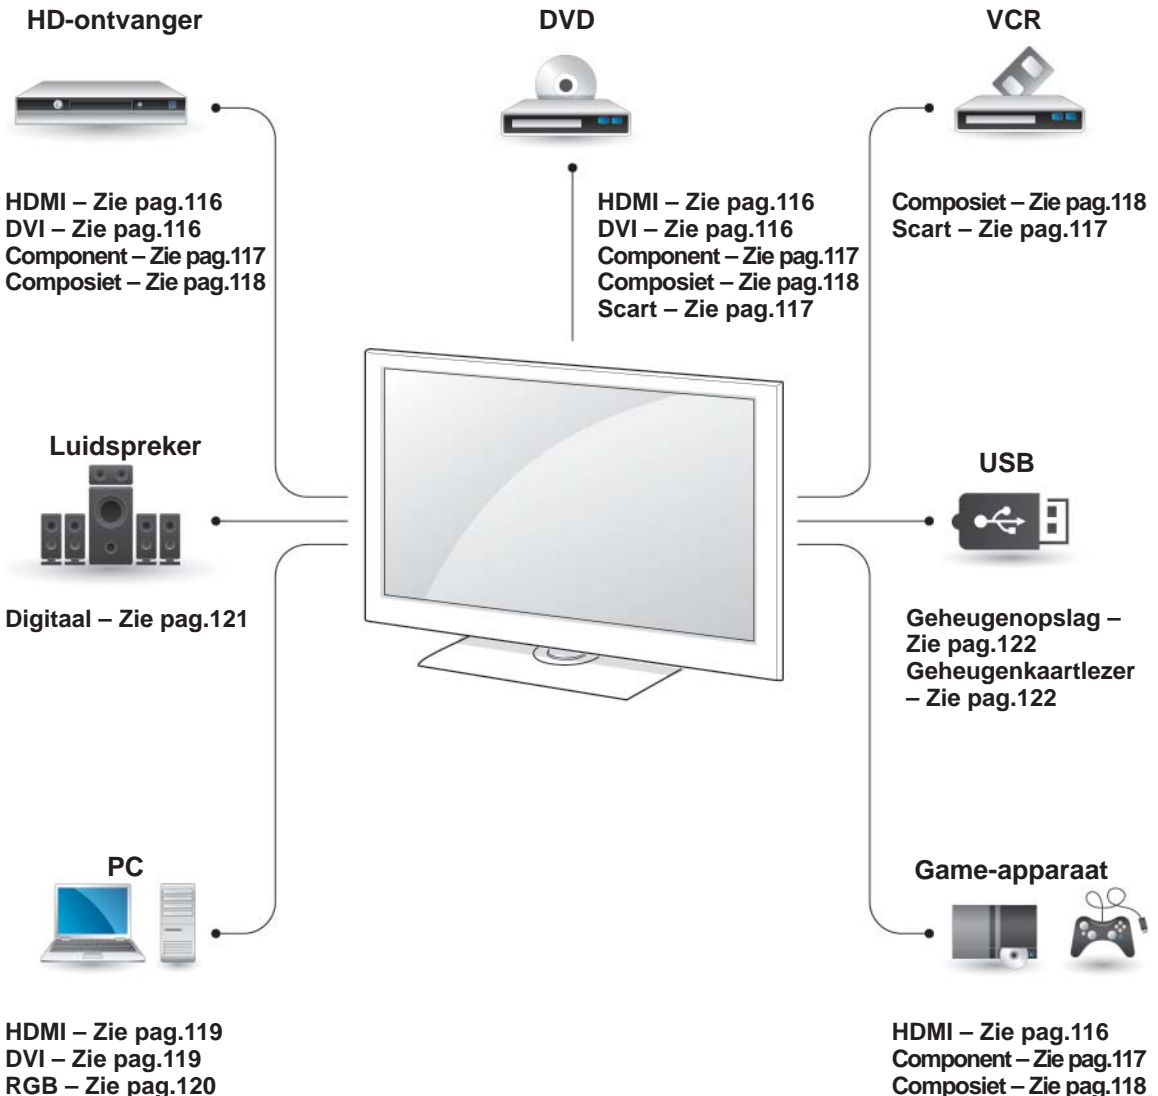 HD-ontvanger
HDMI – Zie pag.116
DVI – Zie pag.116
Component – Zie pag.117
Composiet – Zie pag.118
DVD
HDMI – Zie pag.116
DVI – Zie pag.116
Component – Zie pag.117
Composiet – Zie pag.118
Scart – Zie pag.117
VCR
Composiet – Zie pag.118
Scart – Zie pag.117
Luidspreker
Digitaal – Zie pag.121
USB
Geheugenopslag –
Zie pag.122
Geheugenkaartlezer
– Zie pag.122
PC
HDMI – Zie pag.119
DVI – Zie pag.119
RGB – Zie pag.120
Game-apparaat
HDMI – Zie pag.116
Component – Zie pag.117
Composiet – Zie pag.118